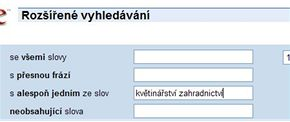 e
Rozšířené vyhledávání
se všemi slovy
s přesnou frází
s alespoň jedním ze slov květinářství zahradnictví
neobsahující slova